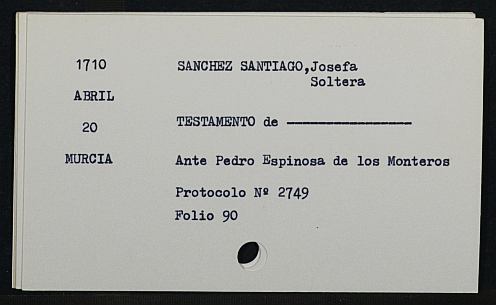 1710
ABRIL
20
MURCIA
SANCHEZ SANTIAGO,Josefa
Soltera
TESTAMENTO de ----------------
Ante Pedro Espinosa de los Monteros
Protocolo Nº 2749
Folio 90